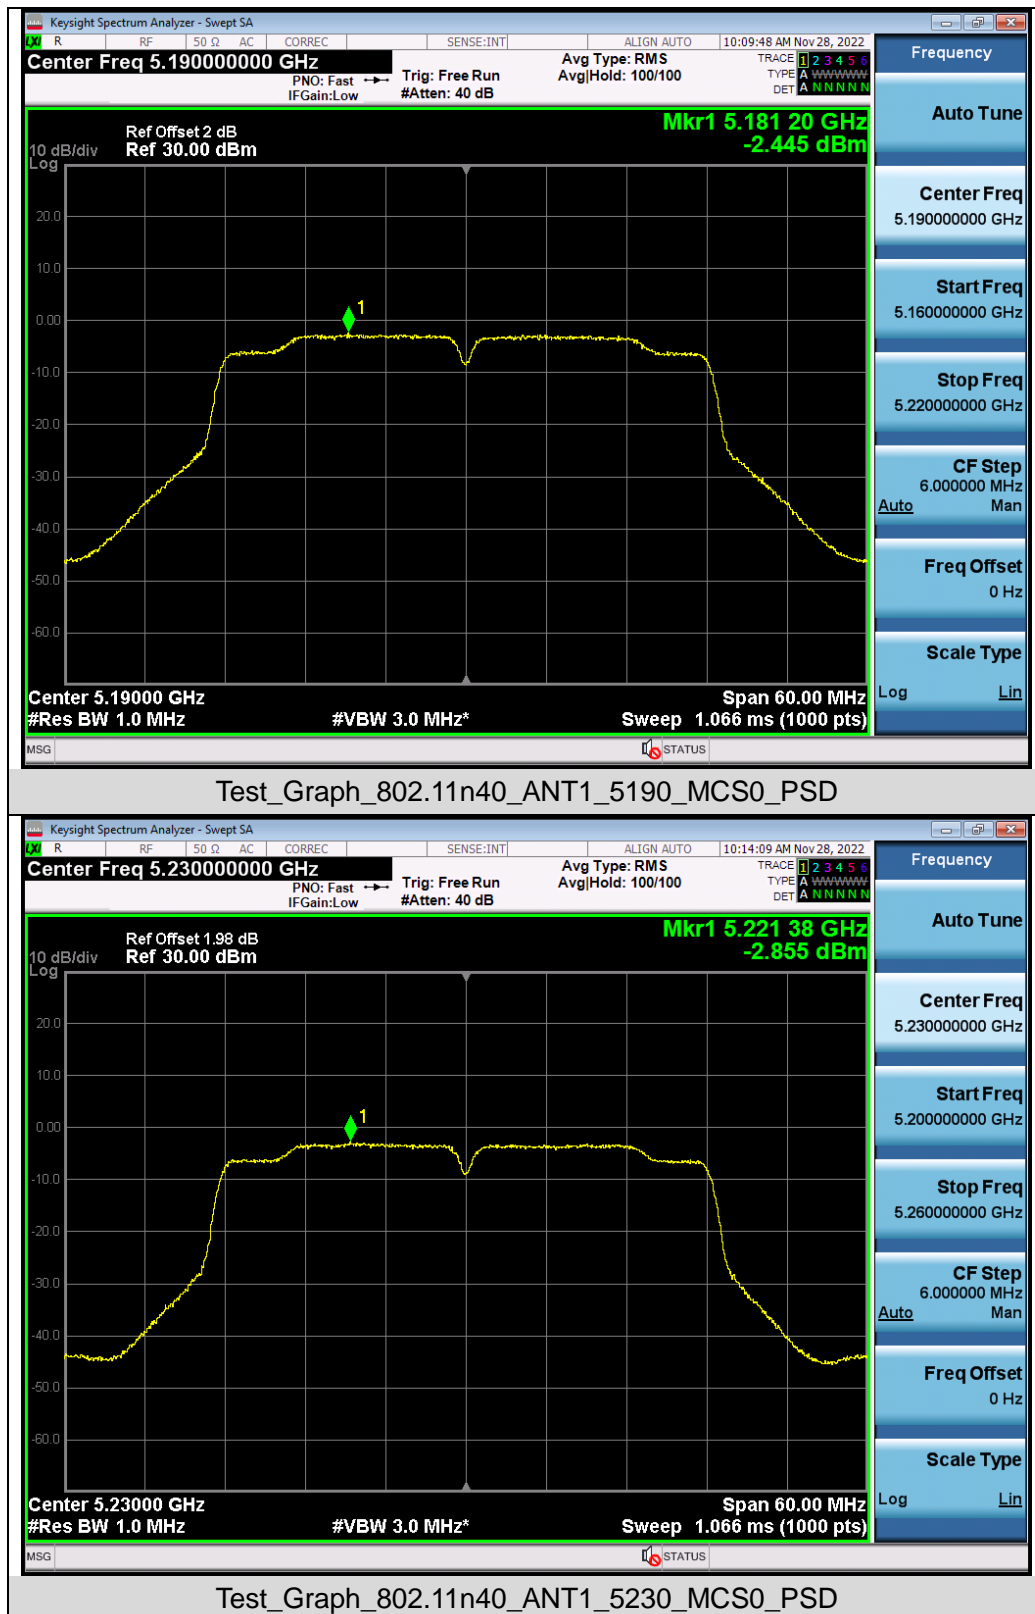 Keysight Spectrum Analyzer - Swept SA
LXI R RF 50 Ω AC CORREC SENSE:INT ALIGN AUTO 10:09:48 AM Nov 28, 2022
Center Freq 5.190000000 GHz
PNO: Fast
IFGain:Low
Trig: Free Run
#Atten: 40 dB
Avg Type: RMS
Avg|Hold: 100/100
TRACE 1 2 3 4 5 6
TYPE A WWWWW
DET A N N N N N
Ref Offset 2 dB
Ref 30.00 dBm
10 dB/div
Log
Mkr1 5.181 20 GHz
-2.445 dBm
20.0
10.0
0.00
-10.0
-20.0
-30.0
-40.0
-50.0
-60.0
1
Center 5.19000 GHz
Span 60.00 MHz
#Res BW 1.0 MHz
#VBW 3.0 MHz*
Sweep 1.066 ms (1000 pts)
MSG
STATUS
Frequency
Auto Tune
Center Freq
5.190000000 GHz
Start Freq
5.160000000 GHz
Stop Freq
5.220000000 GHz
CF Step
6.000000 MHz
Auto Man
Freq Offset
0 Hz
Scale Type
Log Lin
Test_Graph_802.11n40_ANT1_5190_MCS0_PSD
Keysight Spectrum Analyzer - Swept SA
LXI R RF 50 Ω AC CORREC SENSE:INT ALIGN AUTO 10:14:09 AM Nov 28, 2022
Center Freq 5.230000000 GHz
PNO: Fast
IFGain:Low
Trig: Free Run
#Atten: 40 dB
Avg Type: RMS
Avg|Hold: 100/100
TRACE 1 2 3 4 5 6
TYPE A WWWWW
DET A N N N N N
Ref Offset 1.98 dB
Ref 30.00 dBm
10 dB/div
Log
Mkr1 5.221 38 GHz
-2.855 dBm
20.0
10.0
0.00
-10.0
-20.0
-30.0
-40.0
-50.0
-60.0
1
Center 5.23000 GHz
Span 60.00 MHz
#Res BW 1.0 MHz
#VBW 3.0 MHz*
Sweep 1.066 ms (1000 pts)
MSG
STATUS
Frequency
Auto Tune
Center Freq
5.230000000 GHz
Start Freq
5.200000000 GHz
Stop Freq
5.260000000 GHz
CF Step
6.000000 MHz
Auto Man
Freq Offset
0 Hz
Scale Type
Log Lin
Test_Graph_802.11n40_ANT1_5230_MCS0_PSD